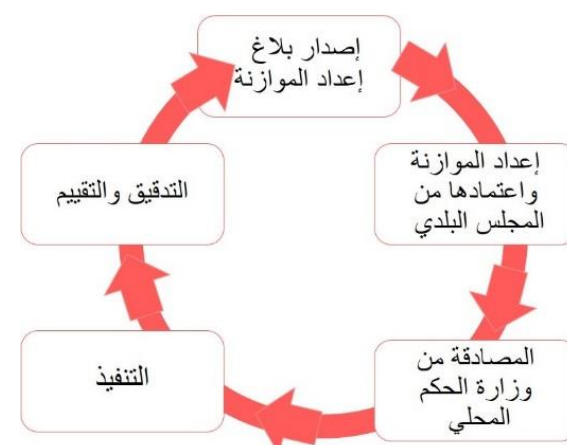 إصدار بلاغ
إعداد الموازنة
إعداد الموازنة
واعتمادها من
المجلس البلدي
المصادقة من
وزارة الحكم
المحلي
التنفيذ
التدقيق والتقييم